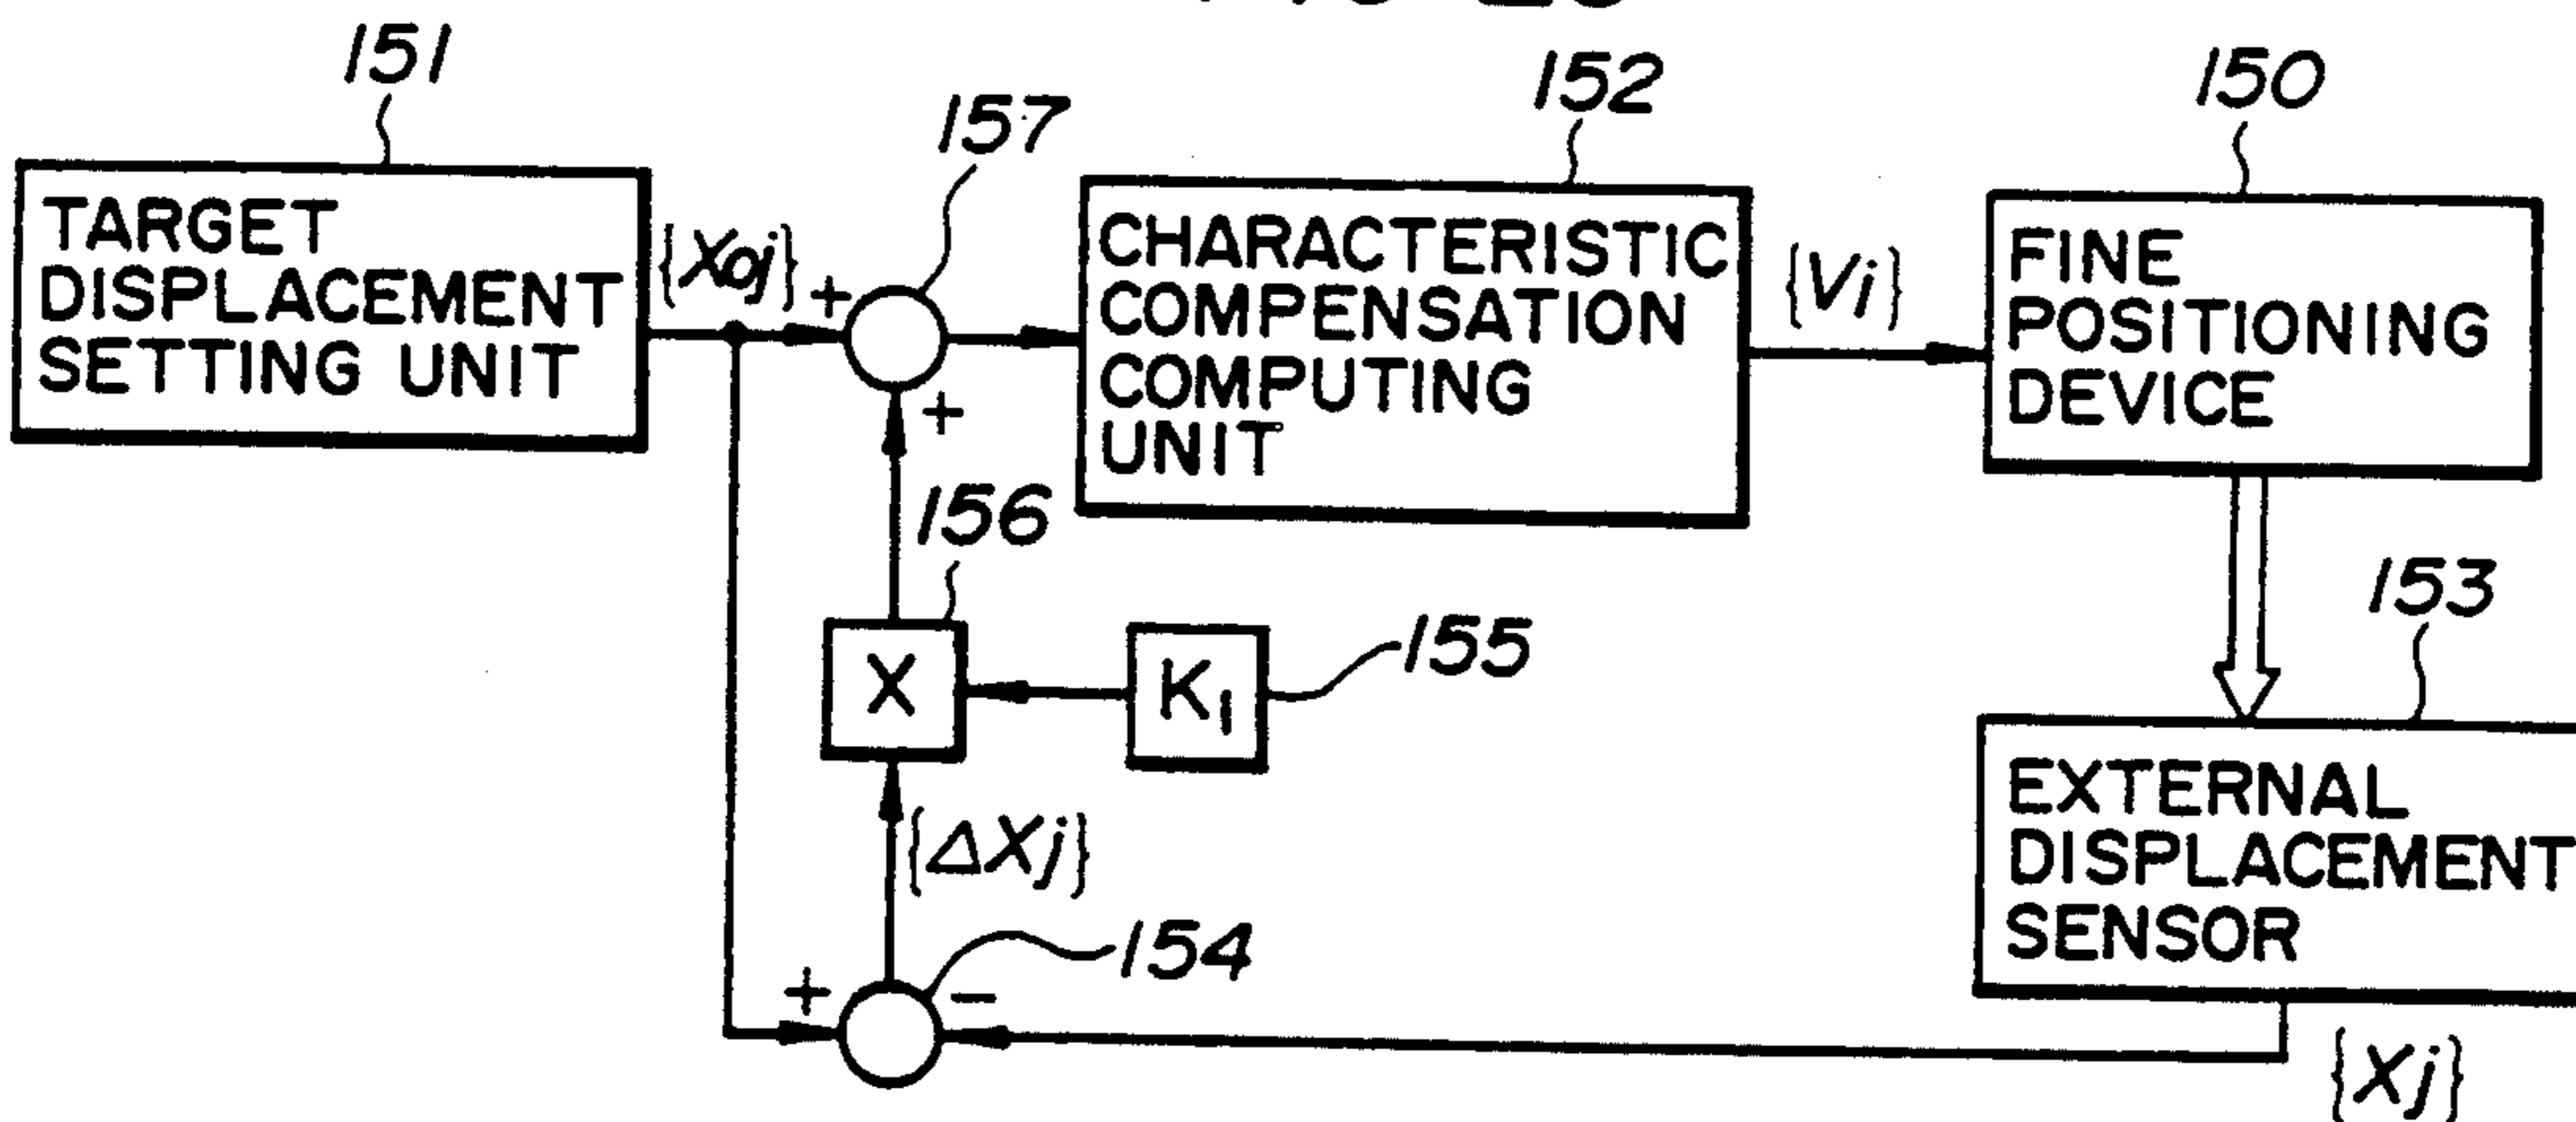 151
157
152
150
TARGET
DISPLACEMENT
SETTING UNIT
{Xoj}
+
+
CHARACTERISTIC
COMPENSATION
COMPUTING
UNIT
{Vi}
FINE
POSITIONING
DEVICE
156
X
K1
155
153
{ΔXj}
EXTERNAL
DISPLACEMENT
SENSOR
154
+
−
{Xj}